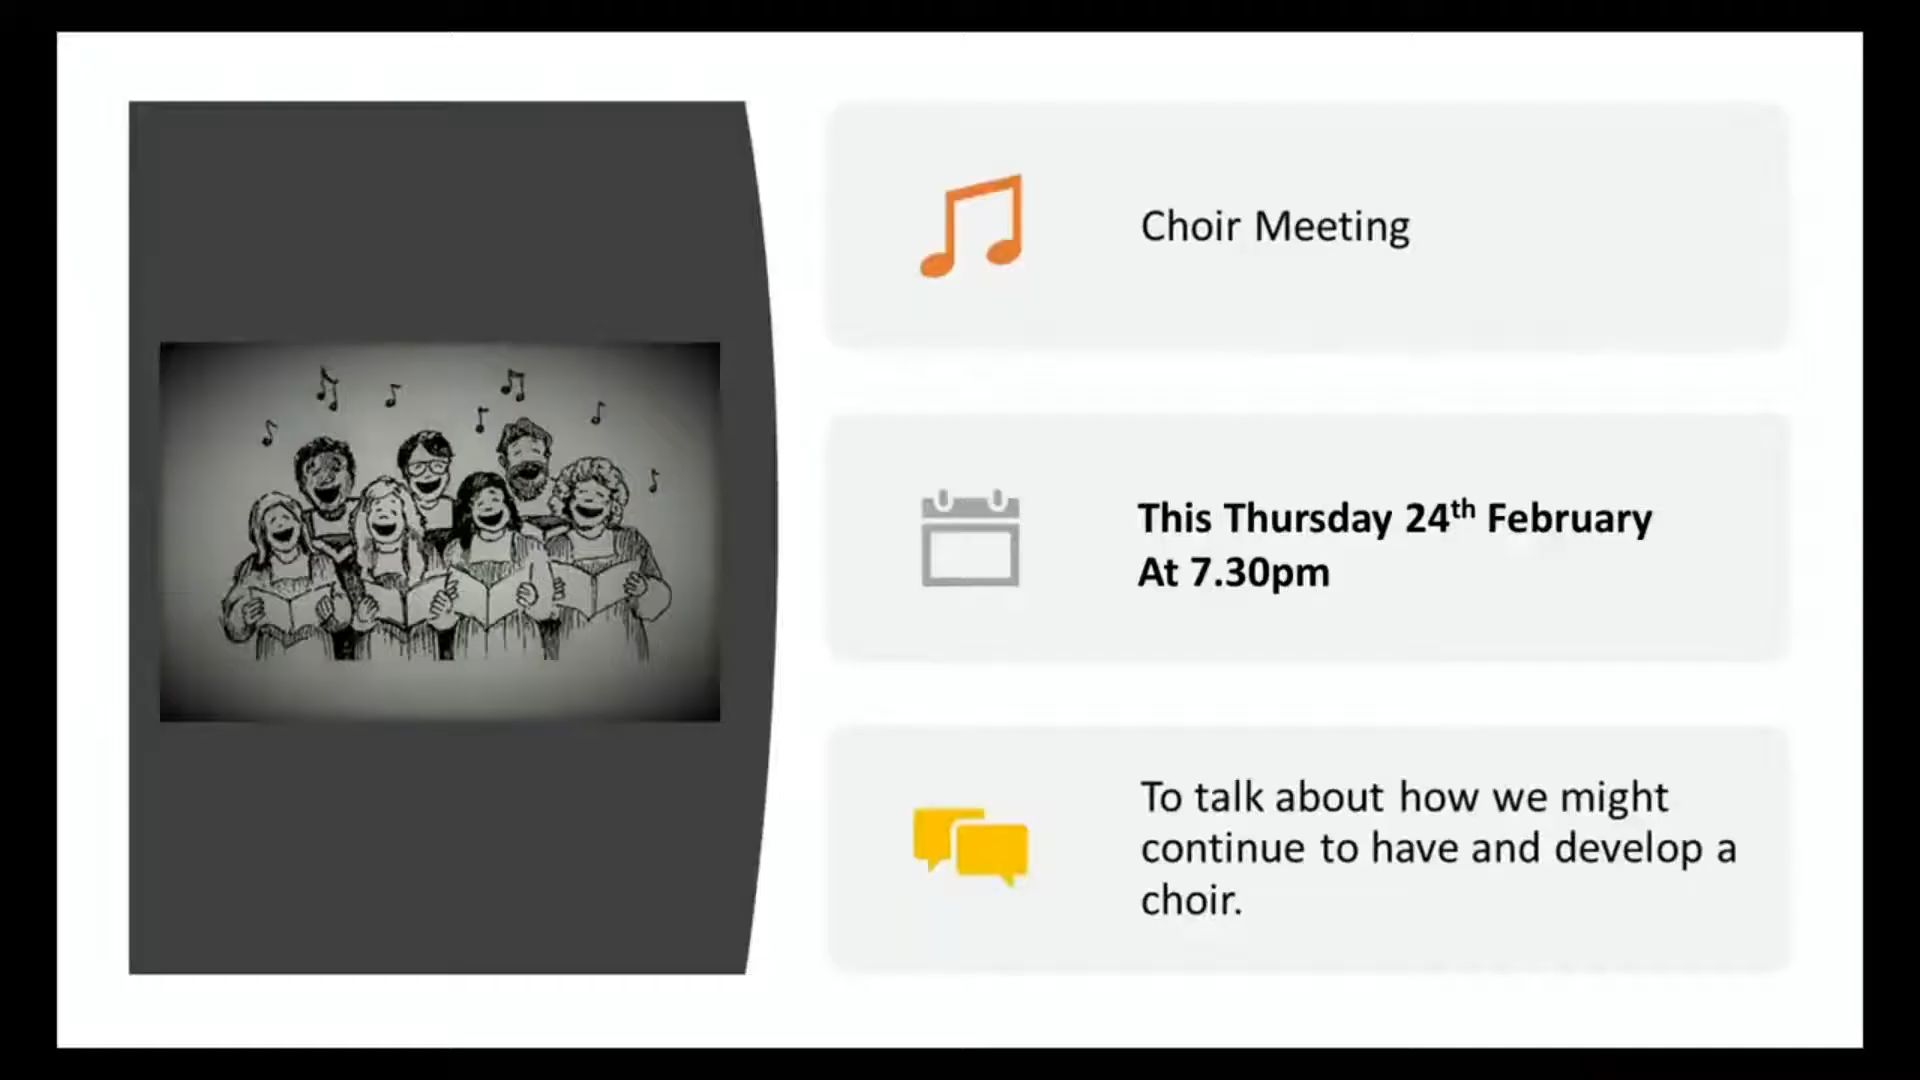 Choir Meeting
This Thursday 24th February
At 7.30pm
To talk about how we might
continue to have and develop a
choir.